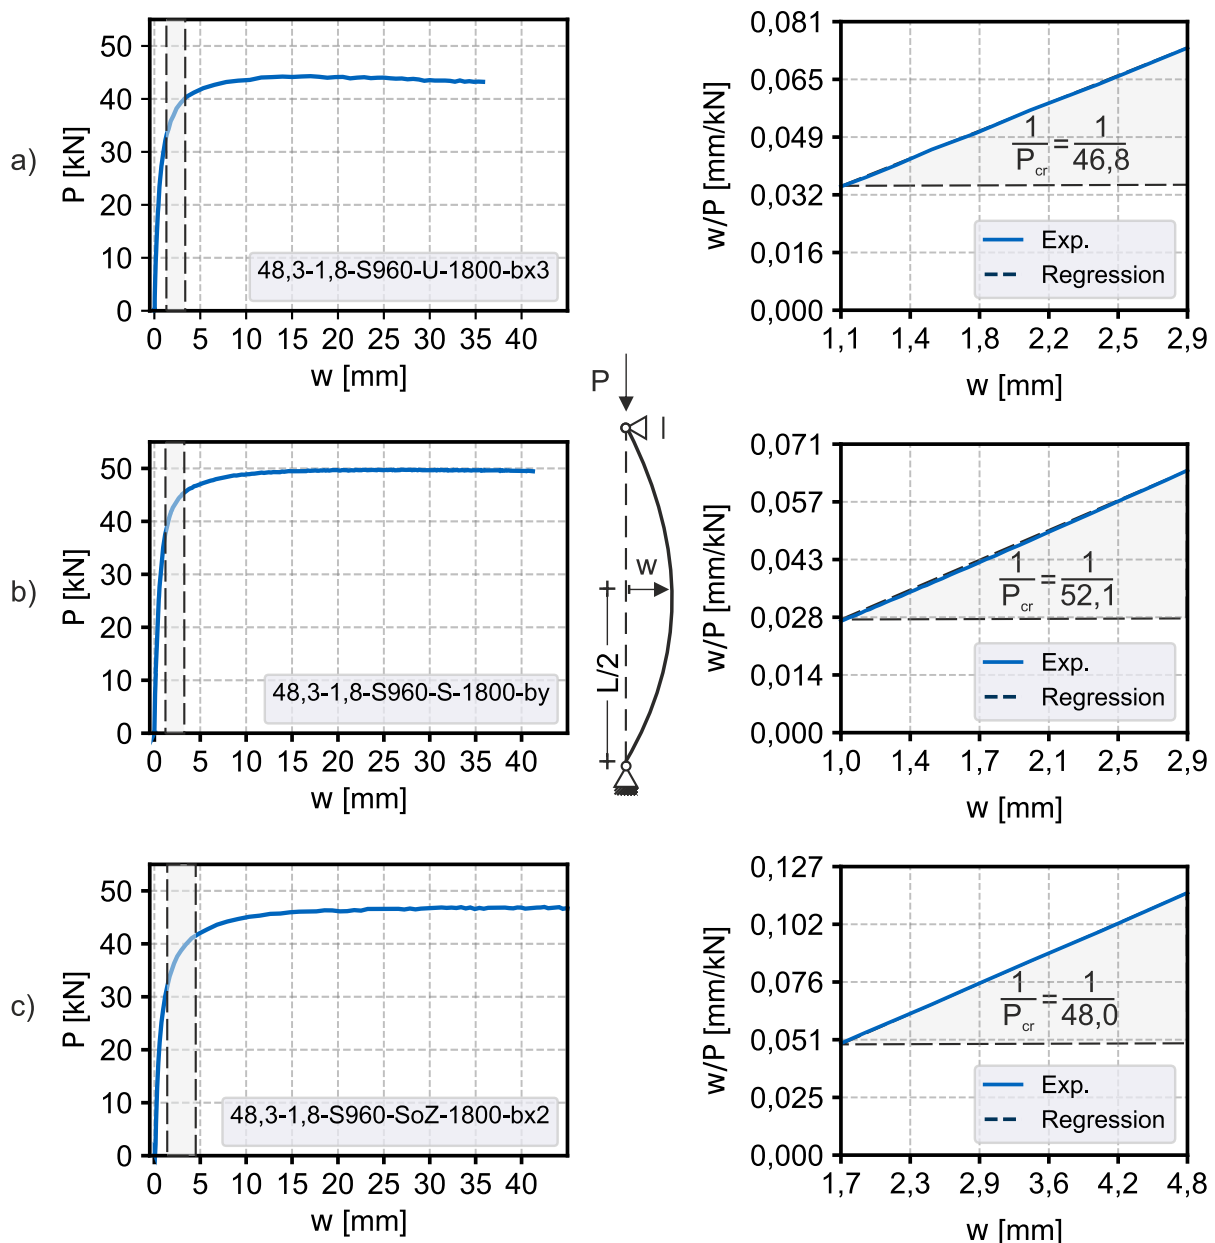 a)
P [kN]
50
40
30
20
10
0
48,3-1,8-S960-U-1800-bx3
0 5 10 15 20 25 30 35 40
w [mm]
w/P [mm/kN]
0,081
0,065
0,049
0,032
0,016
0,000
1/P_cr = 1/46,8
Exp.
Regression
1,1 1,4 1,8 2,2 2,5 2,9
w [mm]
b)
P [kN]
50
40
30
20
10
0
48,3-1,8-S960-S-1800-by
0 5 10 15 20 25 30 35 40
w [mm]
P
I
w
L/2
w/P [mm/kN]
0,071
0,057
0,043
0,028
0,014
0,000
1/P_cr = 1/52,1
Exp.
Regression
1,0 1,4 1,7 2,1 2,5 2,9
w [mm]
c)
P [kN]
50
40
30
20
10
0
48,3-1,8-S960-SoZ-1800-bx2
0 5 10 15 20 25 30 35 40
w [mm]
w/P [mm/kN]
0,127
0,102
0,076
0,051
0,025
0,000
1/P_cr = 1/48,0
Exp.
Regression
1,7 2,3 2,9 3,6 4,2 4,8
w [mm]